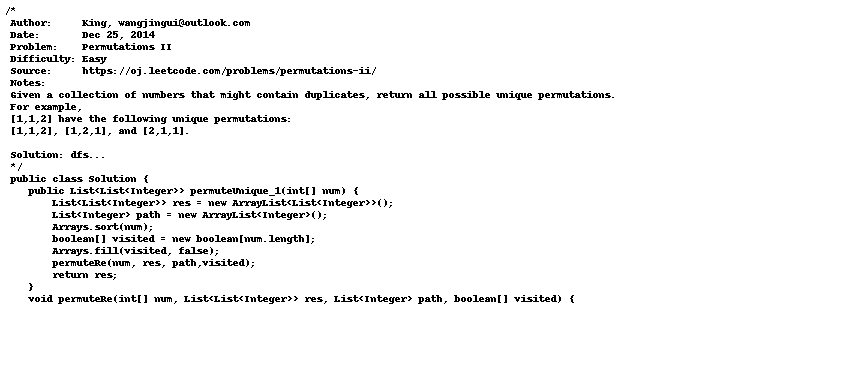 /*
 Author:     King, wangjingui@outlook.com
 Date:       Dec 25, 2014
 Problem:    Permutations II
 Difficulty: Easy
 Source:     https://oj.leetcode.com/problems/permutations-ii/
 Notes:
 Given a collection of numbers that might contain duplicates, return all possible unique permutations.
 For example,
 [1,1,2] have the following unique permutations:
 [1,1,2], [1,2,1], and [2,1,1].

 Solution: dfs...
 */
 public class Solution {
    public List<List<Integer>> permuteUnique_1(int[] num) {
        List<List<Integer>> res = new ArrayList<List<Integer>>();
        List<Integer> path = new ArrayList<Integer>();
        Arrays.sort(num);
        boolean[] visited = new boolean[num.length];
        Arrays.fill(visited, false);
        permuteRe(num, res, path,visited);
        return res;
    }
    void permuteRe(int[] num, List<List<Integer>> res, List<Integer> path, boolean[] visited) {